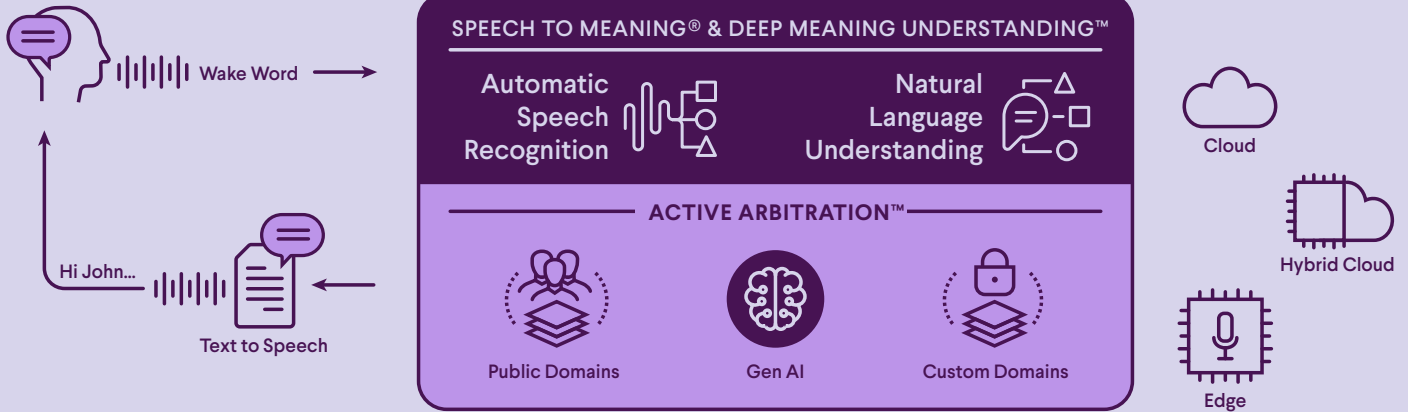 SPEECH TO MEANING® & DEEP MEANING UNDERSTANDING™
Wake Word
Automatic
Speech
Recognition
Natural
Language
Understanding
Cloud
Hybrid Cloud
Edge
ACTIVE ARBITRATION™
Public Domains
Gen AI
Custom Domains
Hi John...
Text to Speech